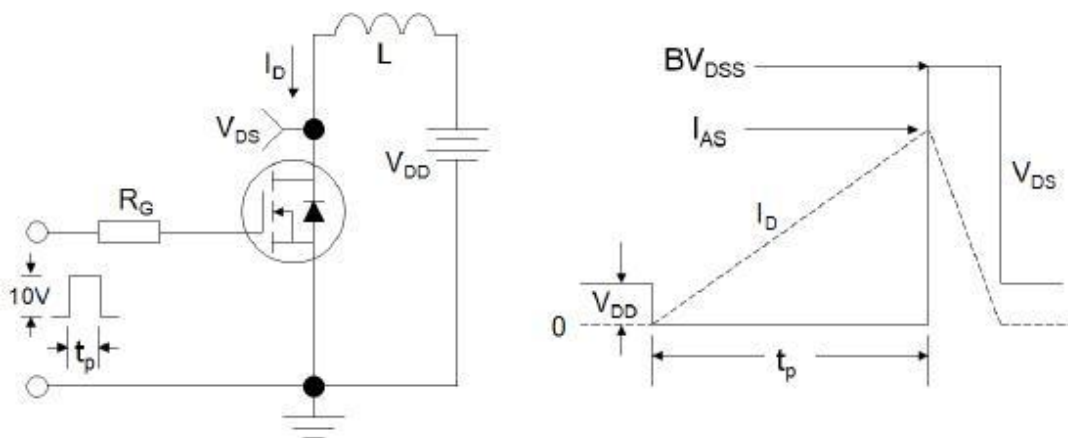 L
I_D
V_DS
V_DD
R_G
10V
t_p
BV_DSS
I_AS
V_DS
I_D
V_DD
0
t_p